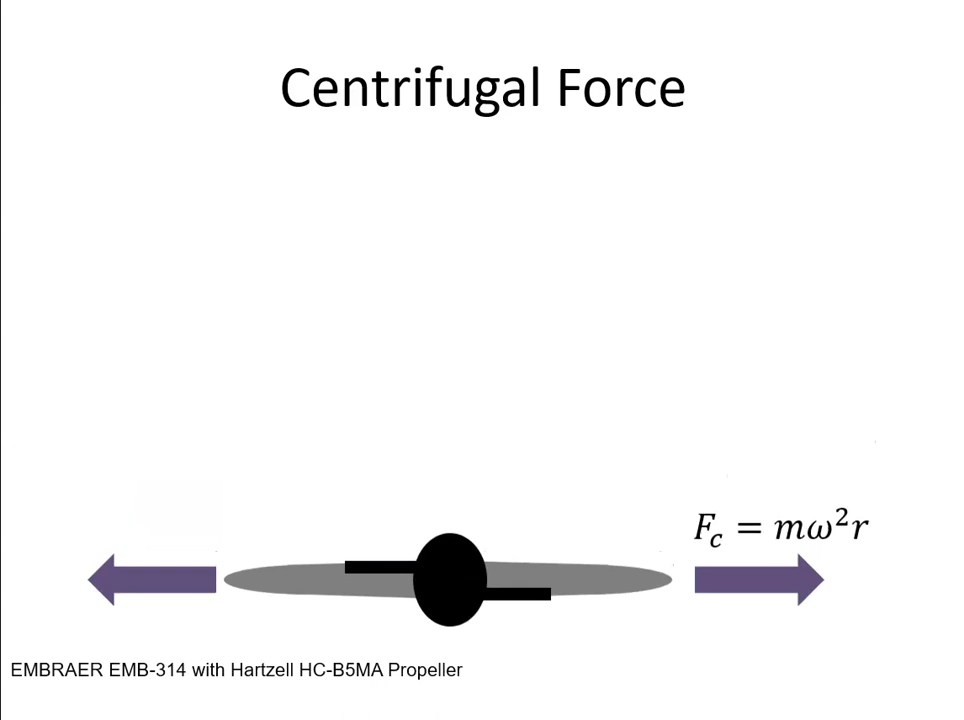 Centrifugal Force
F_c = mω²r
EMBRAER EMB-314 with Hartzell HC-B5MA Propeller